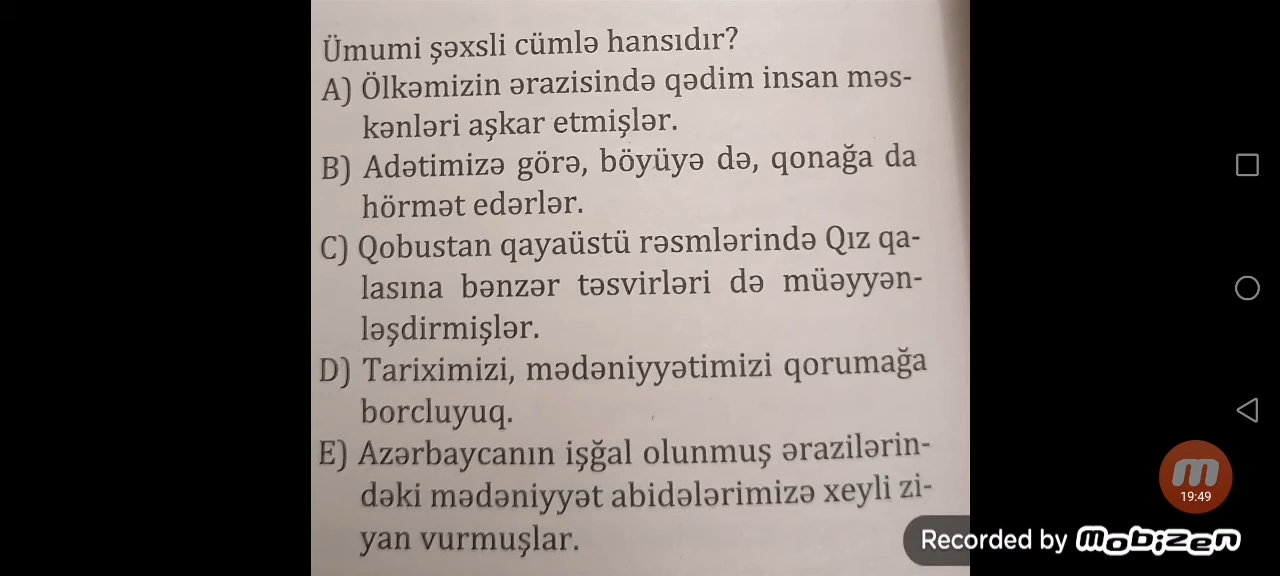 Ümumi şəxsli cümlə hansıdır?
A) Ölkəmizin ərazisində qədim insan məs-
kənləri aşkar etmişlər.
B) Adətimizə görə, böyüyə də, qonağa da
hörmət edərlər.
C) Qobustan qayaüstü rəsmlərində Qız qa-
lasına bənzər təsvirləri də müəyyən-
ləşdirmişlər.
D) Tariximizi, mədəniyyətimizi qorumağa
borcluyuq.
E) Azərbaycanın işğal olunmuş ərazilərin-
dəki mədəniyyət abidələrimizə xeyli zi-
yan vurmuşlar.
19:49
Recorded by Mobizen